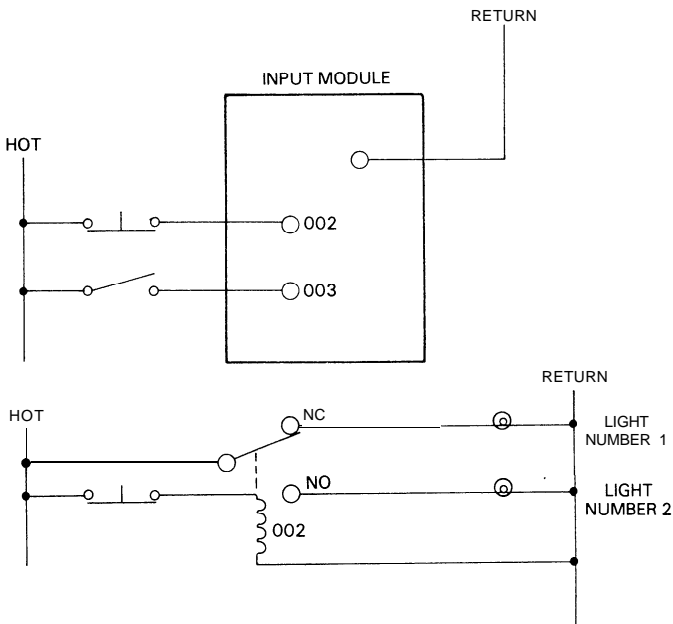 RETURN
INPUT MODULE
HOT
002
003
RETURN
HOT
NC
LIGHT
NUMBER 1
NO
LIGHT
NUMBER 2
002